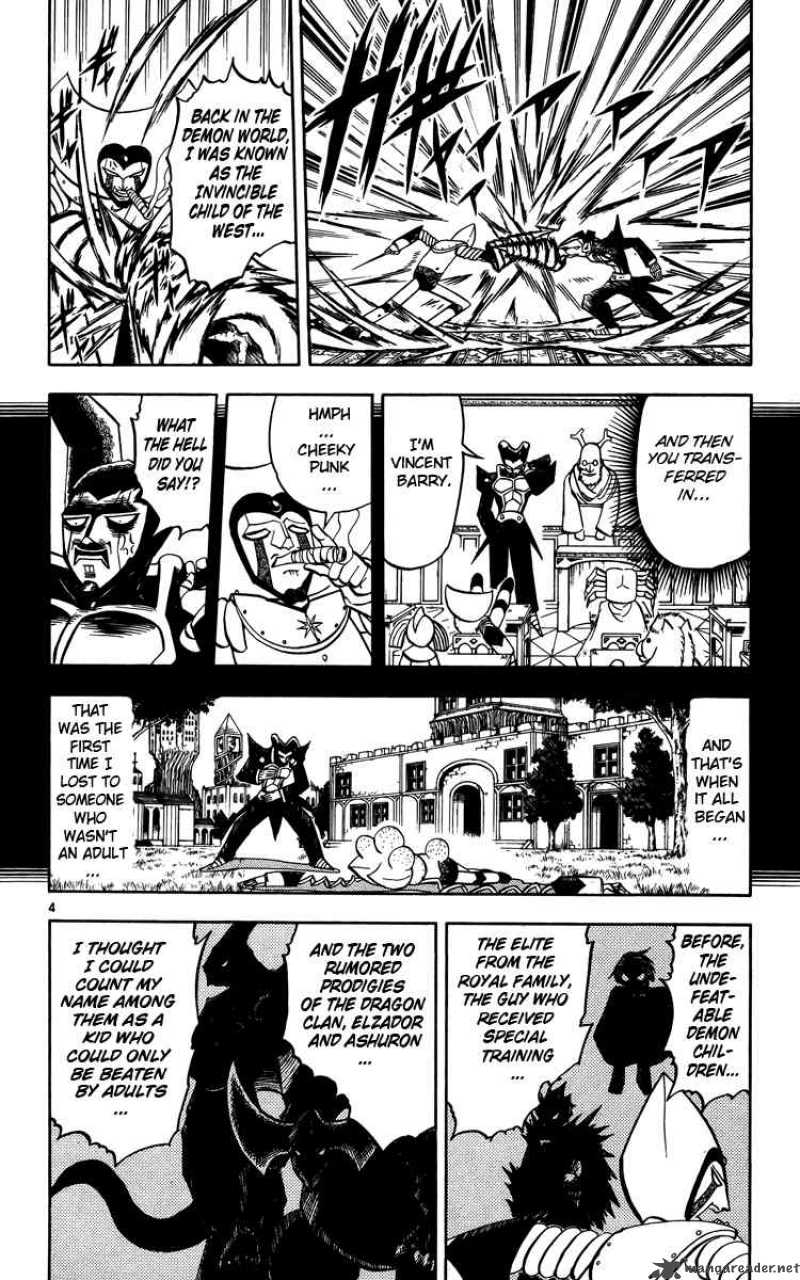 ガガガ
BACK IN THE
DEMON WORLD,
I WAS KNOWN
AS THE
INVINCIBLE
CHILD OF THE
WEST...
AND THEN
YOU TRANS-
FERRED
IN...
I'M
VINCENT
BARRY.
HMPH
...
CHEEKY
PUNK
...
WHAT
THE HELL
DID YOU
SAY!?
AND
THAT'S
WHEN IT
ALL
BEGAN
...
THAT
WAS THE
FIRST
TIME I
LOST TO
SOMEONE
WHO
WASN'T
AN ADULT
...
4
BEFORE,
THE
UNDE-
FEAT-
ABLE
DEMON
CHIL-
DREN...
THE ELITE
FROM THE
ROYAL FAMILY,
THE GUY WHO
RECEIVED
SPECIAL
TRAINING
...
AND THE TWO
RUMORED
PRODIGIES
OF THE DRAGON
CLAN, ELZADOR
AND ASHURON
...
I THOUGHT
I COULD
COUNT MY
NAME AMONG
THEM AS A
KID WHO
COULD ONLY
BE BEATEN
BY ADULTS
...
mangareader.net